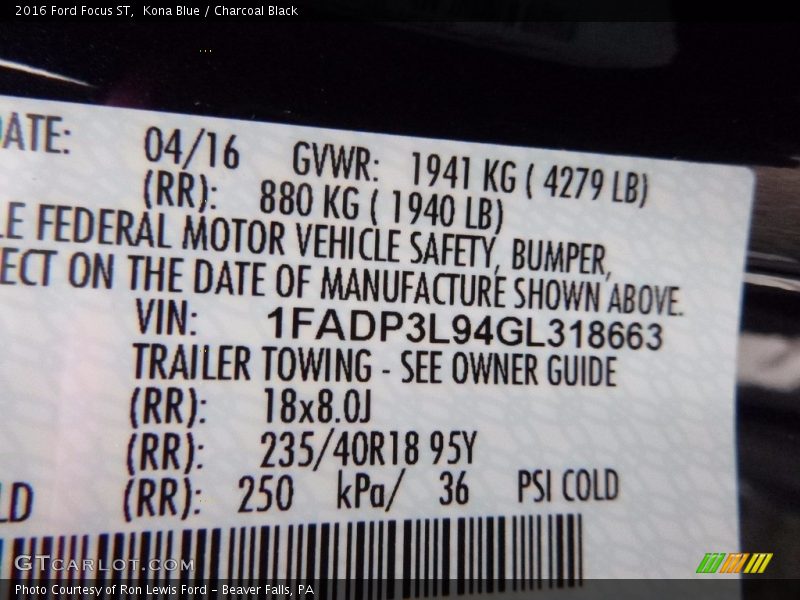 2016 Ford Focus ST,  Kona Blue / Charcoal Black
DATE: 04/16 GVWR: 1941 KG ( 4279 LB)
(RR): 880 KG ( 1940 LB)
LE FEDERAL MOTOR VEHICLE SAFETY, BUMPER,
ECT ON THE DATE OF MANUFACTURE SHOWN ABOVE.
VIN: 1FADP3L94GL318663
TRAILER TOWING - SEE OWNER GUIDE
(RR): 18x8.0J
(RR): 235/40R18 95Y
LD (RR): 250 kPa/ 36 PSI COLD
GTCARLOT.COM
Photo Courtesy of Ron Lewis Ford - Beaver Falls, PA